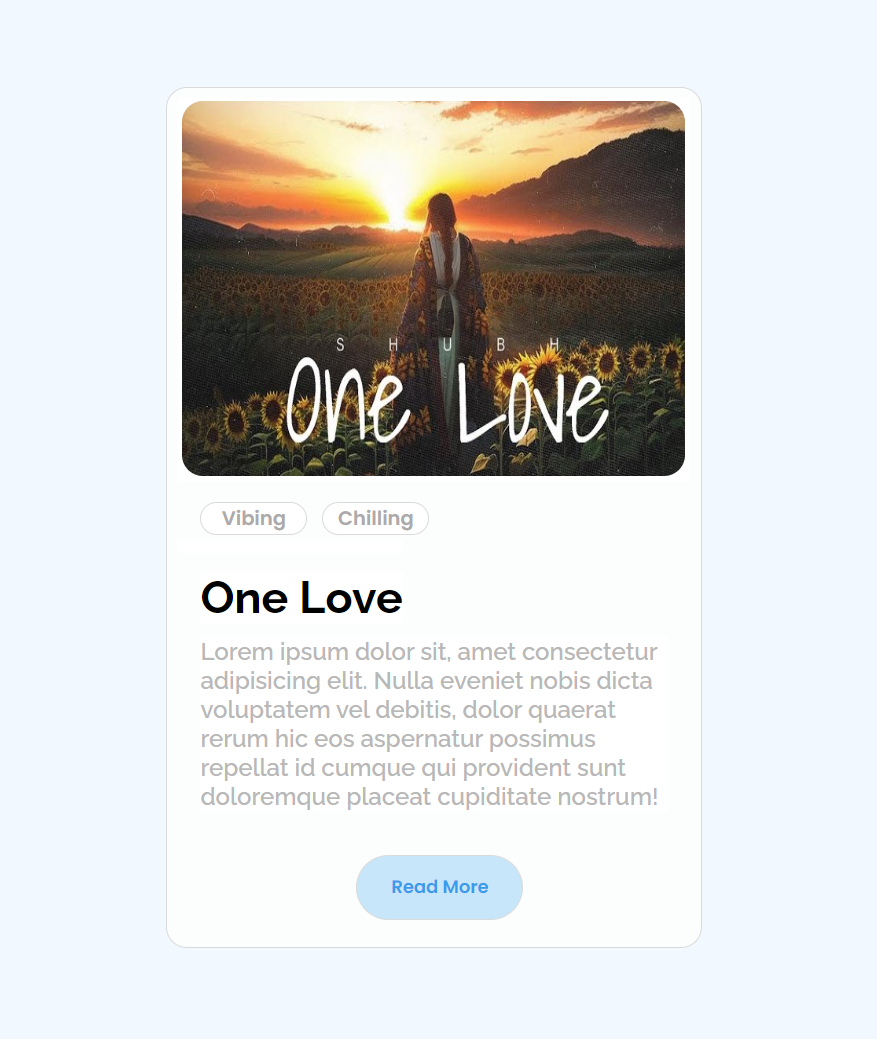 S H U B H
One Love
Vibing
Chilling
One Love
Lorem ipsum dolor sit, amet consectetur
adipisicing elit. Nulla eveniet nobis dicta
voluptatem vel debitis, dolor quaerat
rerum hic eos aspernatur possimus
repellat id cumque qui provident sunt
doloremque placeat cupiditate nostrum!
Read More